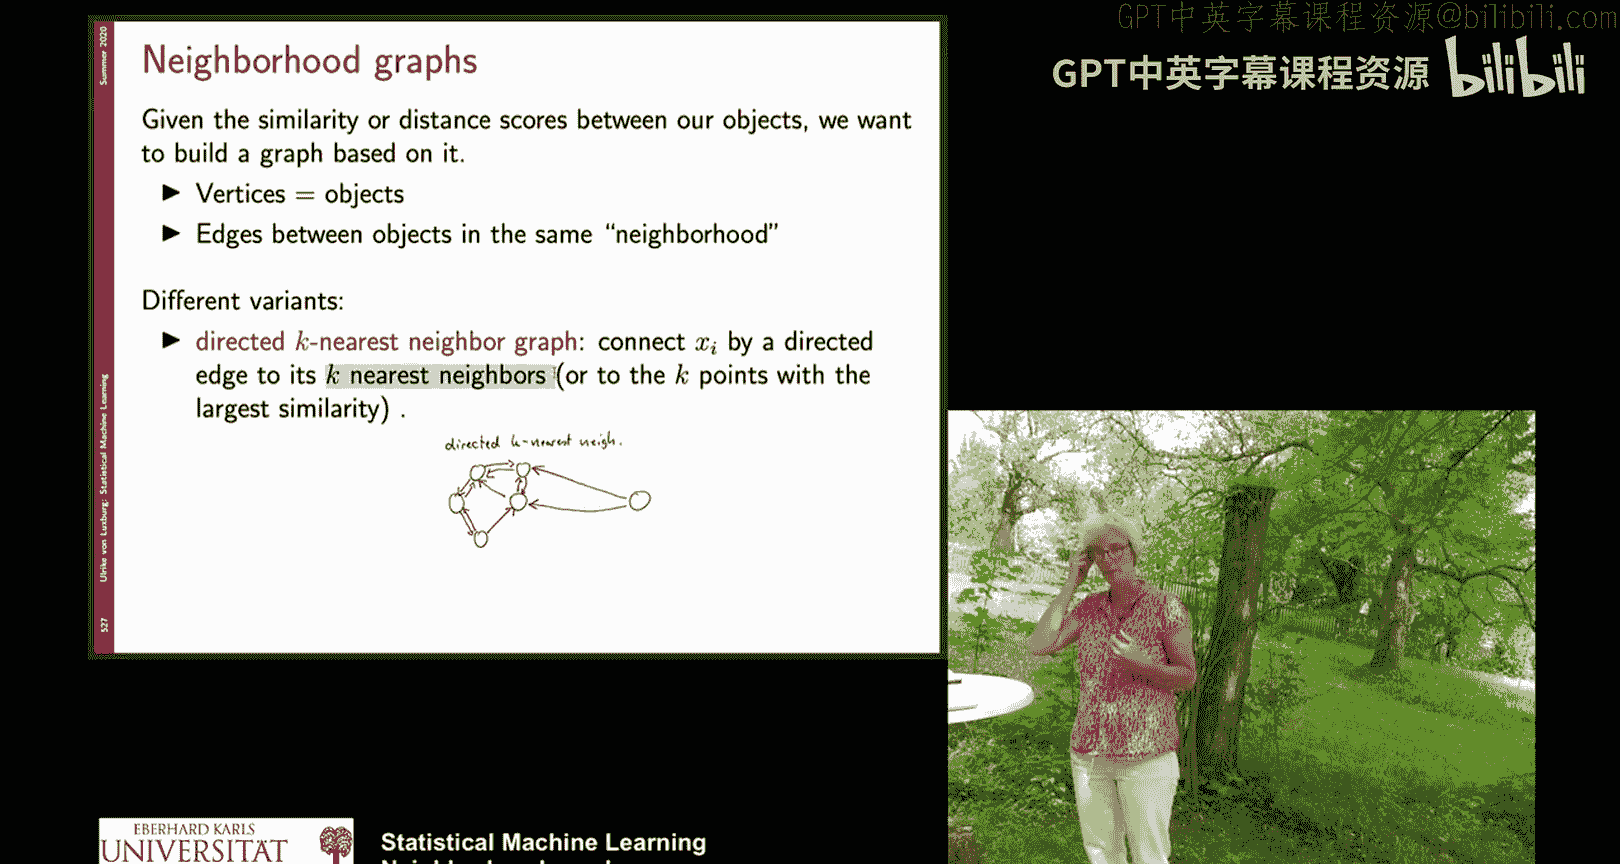 GPT中英字幕课程资源@bilibili.com
GPT中英字幕课程资源 bilibili
Summer 2020
Neighborhood graphs
Given the similarity or distance scores between our objects, we want
to build a graph based on it.
▶ Vertices = objects
▶ Edges between objects in the same “neighborhood”
Different variants:
▶ directed k-nearest neighbor graph: connect xᵢ by a directed
edge to its k nearest neighbors (or to the k points with the
largest similarity) .
directed k-nearest neigh.
Ulrike von Luxburg: Statistical Machine Learning
527
EBERHARD KARLS
UNIVERSITÄT
Statistical Machine Learning